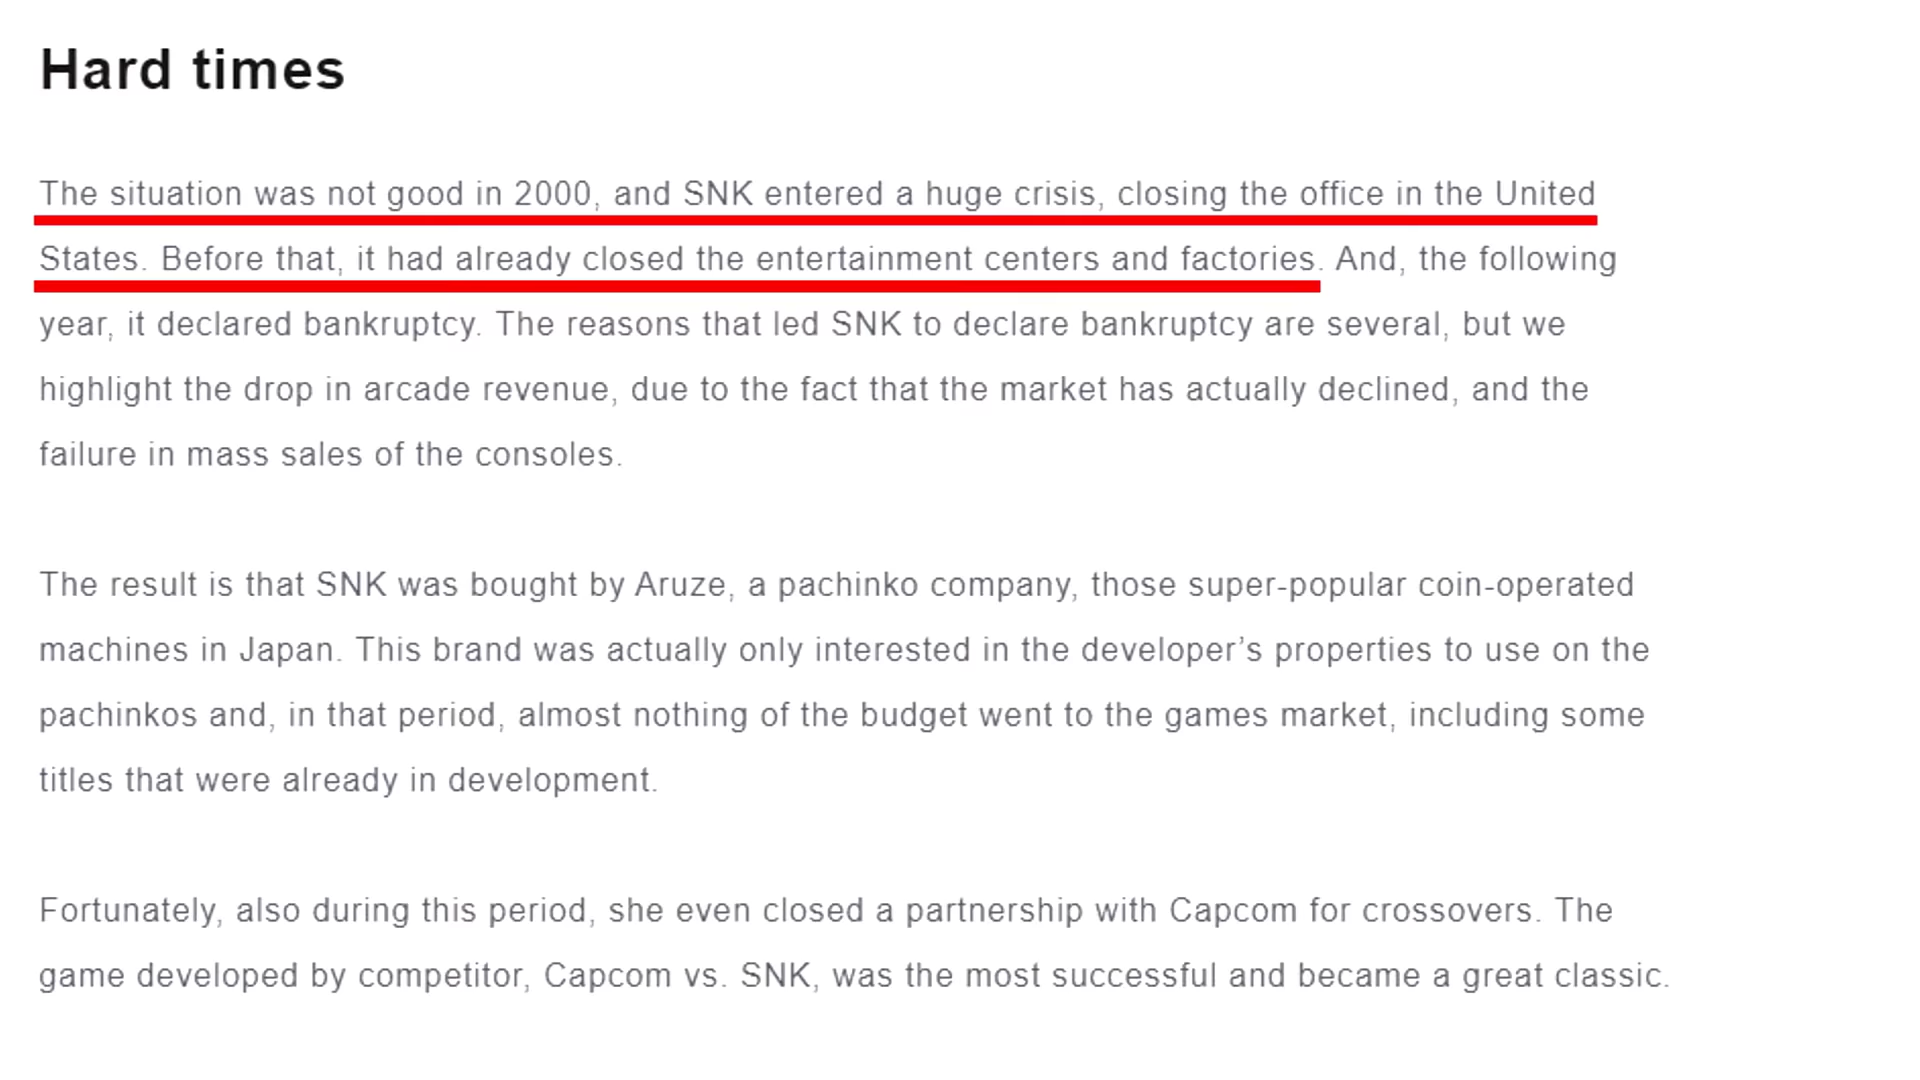 Hard times
The situation was not good in 2000, and SNK entered a huge crisis, closing the office in the United
States. Before that, it had already closed the entertainment centers and factories. And, the following
year, it declared bankruptcy. The reasons that led SNK to declare bankruptcy are several, but we
highlight the drop in arcade revenue, due to the fact that the market has actually declined, and the
failure in mass sales of the consoles.
The result is that SNK was bought by Aruze, a pachinko company, those super-popular coin-operated
machines in Japan. This brand was actually only interested in the developer’s properties to use on the
pachinkos and, in that period, almost nothing of the budget went to the games market, including some
titles that were already in development.
Fortunately, also during this period, she even closed a partnership with Capcom for crossovers. The
game developed by competitor, Capcom vs. SNK, was the most successful and became a great classic.